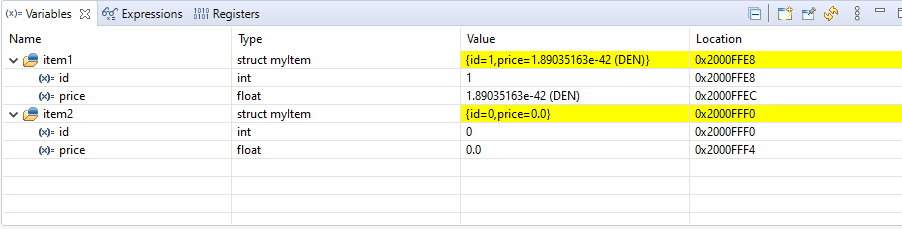 (x)= Variables Expressions 1010 0101 Registers
Name Type Value Location
item1 struct myItem {id=1,price=1.89035163e-42 (DEN)} 0x2000FFE8
(x)= id int 1 0x2000FFE8
(x)= price float 1.89035163e-42 (DEN) 0x2000FFEC
item2 struct myItem {id=0,price=0.0} 0x2000FFF0
(x)= id int 0 0x2000FFF0
(x)= price float 0.0 0x2000FFF4